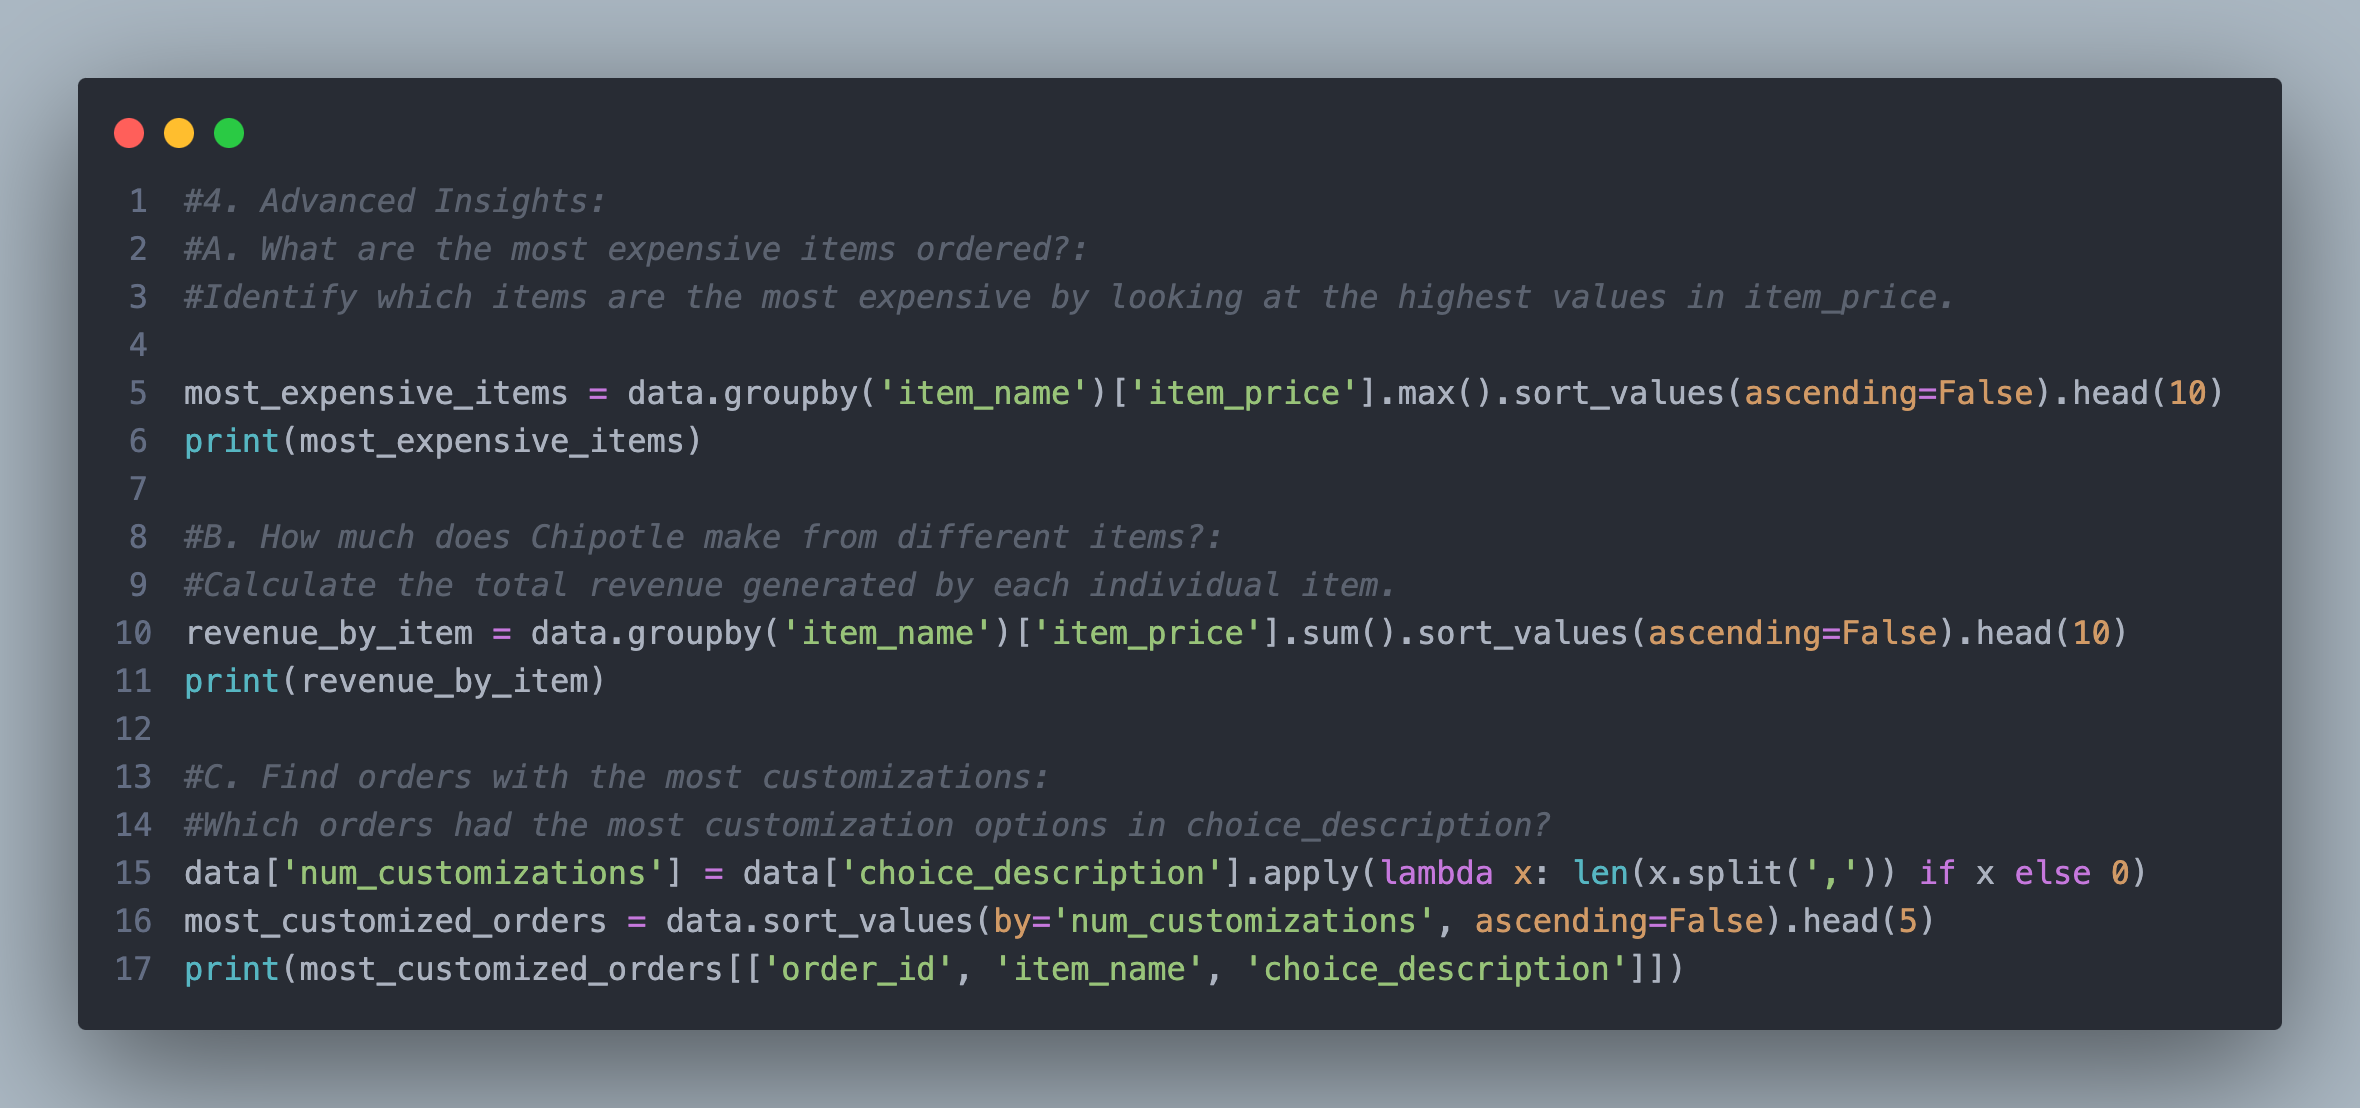 1 #4. Advanced Insights:
2 #A. What are the most expensive items ordered?:
3 #Identify which items are the most expensive by looking at the highest values in item_price.
4
5 most_expensive_items = data.groupby('item_name')['item_price'].max().sort_values(ascending=False).head(10)
6 print(most_expensive_items)
7
8 #B. How much does Chipotle make from different items?:
9 #Calculate the total revenue generated by each individual item.
10 revenue_by_item = data.groupby('item_name')['item_price'].sum().sort_values(ascending=False).head(10)
11 print(revenue_by_item)
12
13 #C. Find orders with the most customizations:
14 #Which orders had the most customization options in choice_description?
15 data['num_customizations'] = data['choice_description'].apply(lambda x: len(x.split(',')) if x else 0)
16 most_customized_orders = data.sort_values(by='num_customizations', ascending=False).head(5)
17 print(most_customized_orders[['order_id', 'item_name', 'choice_description']])